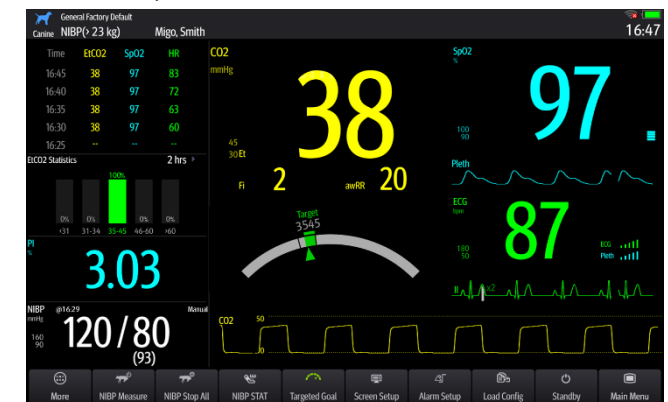 General Factory Default
Canine NIBP(> 23 kg) Migo, Smith
16:47
Time EtCO2 SpO2 HR
16:45 38 97 83
16:40 38 97 72
16:35 38 97 63
16:30 38 97 60
16:25 -- -- --
EtCO2 Statistics 2 hrs >
100%
0% 0% 0% 0%
<31 31-34 35-45 46-60 >60
PI
%
3.03
NIBP @16:29 Manual
mmHg
160
90
120/80
(93)
CO2
mmHg
38
45
30 Et
Fi 2 awRR 20
Target
3545
CO2 50
0
SpO2
%
97
100
90
Pleth
ECG
bpm
87
180
50
ECG
Pleth
II x2
More
NIBP Measure
NIBP Stop All
NIBP STAT
Targeted Goal
Screen Setup
Alarm Setup
Load Config
Standby
Main Menu